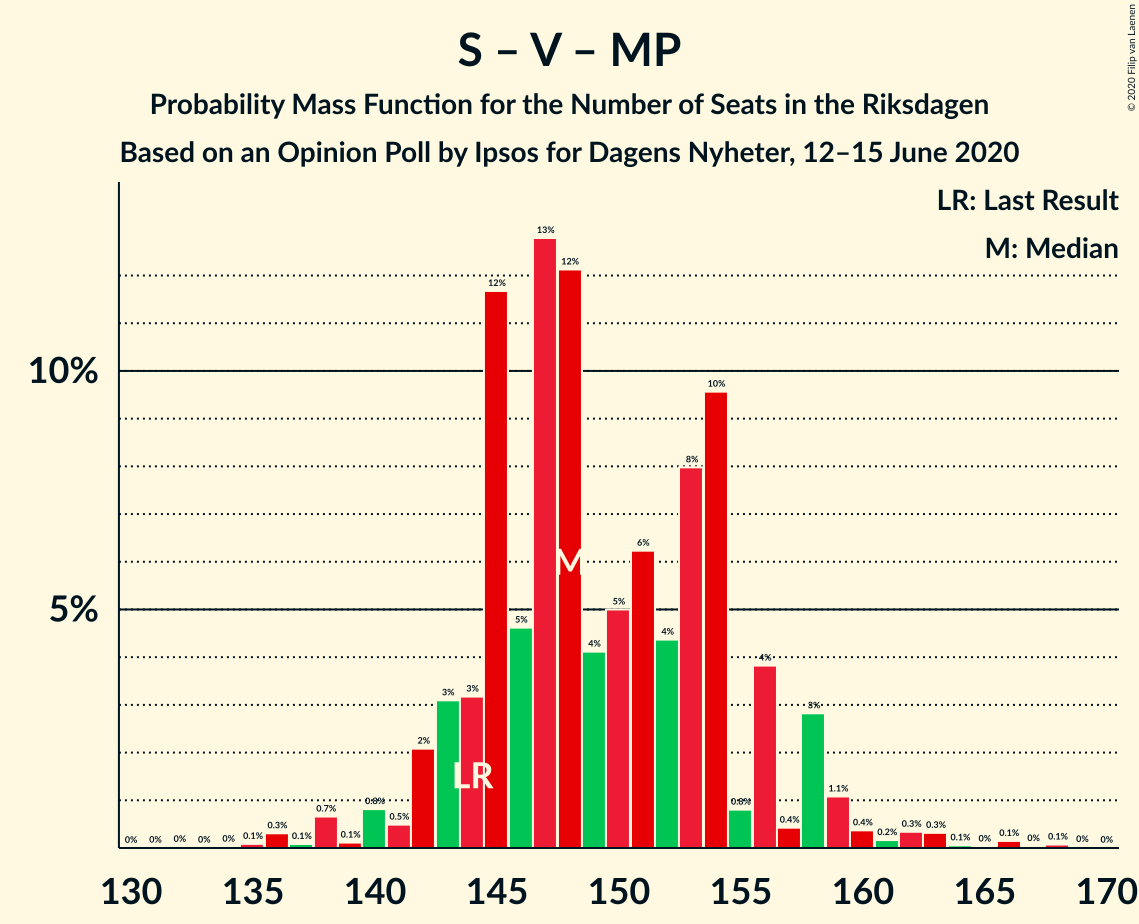 S – V – MP
Probability Mass Function for the Number of Seats in the Riksdagen
Based on an Opinion Poll by Ipsos for Dagens Nyheter, 12–15 June 2020
© 2020 Filip van Laenen
LR: Last Result
M: Median
10%
5%
0% 0% 0% 0% 0% 0.1% 0.3% 0.1% 0.7% 0.1% 0.8% 0.5% 2% 3% 3% 12% 5% 13% 12% 4% 5% 6% 4% 8% 10% 0.8% 4% 0.4% 3% 1.1% 0.4% 0.2% 0.3% 0.3% 0.1% 0% 0.1% 0% 0.1% 0% 0%
M
LR
130 135 140 145 150 155 160 165 170